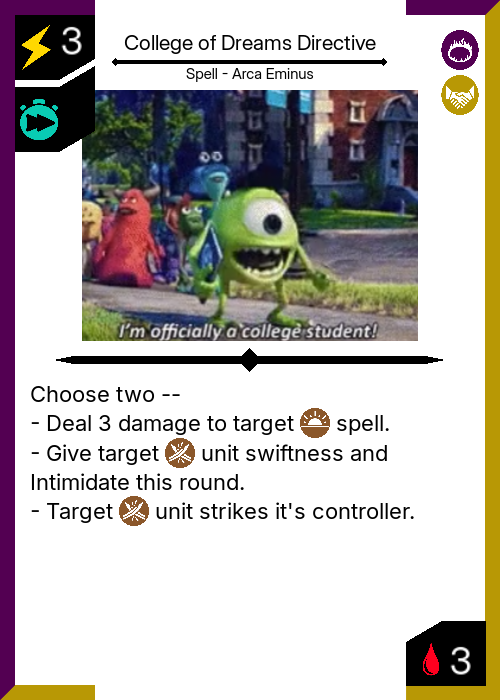 3
College of Dreams Directive
Spell - Arca Eminus
I'm officially a college student!
Choose two --
- Deal 3 damage to target spell.
- Give target unit swiftness and
Intimidate this round.
- Target unit strikes it's controller.
3